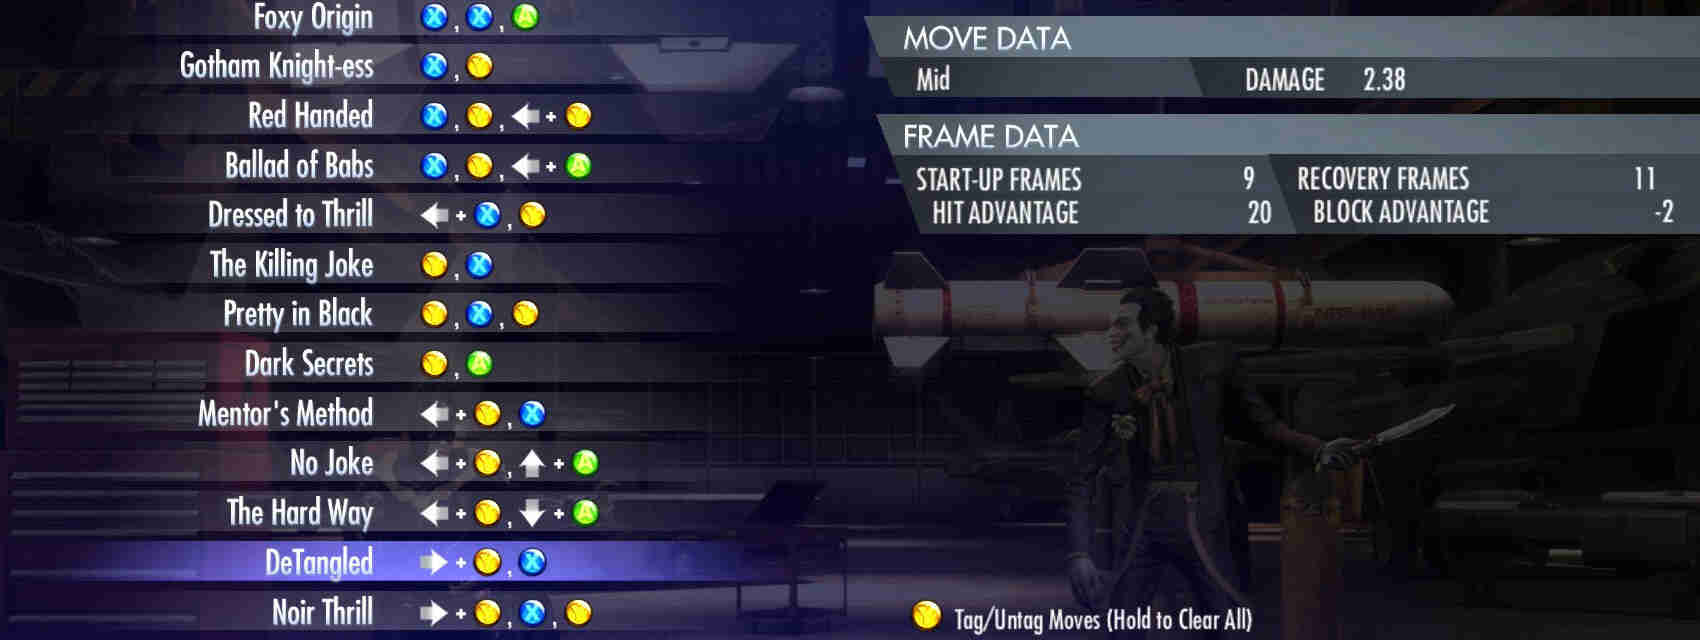 Foxy Origin X , X , A
Gotham Knight-ess X , Y
Red Handed X , Y , + Y
Ballad of Babs X , Y , + A
Dressed to Thrill + X , Y
The Killing Joke Y , X
Pretty in Black Y , X , Y
Dark Secrets Y , A
Mentor's Method + Y , X
No Joke + Y , + A
The Hard Way + Y , + A
DeTangled + Y , X
Noir Thrill + Y , X , Y
MOVE DATA
Mid DAMAGE 2.38
FRAME DATA
START-UP FRAMES 9 RECOVERY FRAMES 11
HIT ADVANTAGE 20 BLOCK ADVANTAGE -2
Y Tag/Untag Moves (Hold to Clear All)